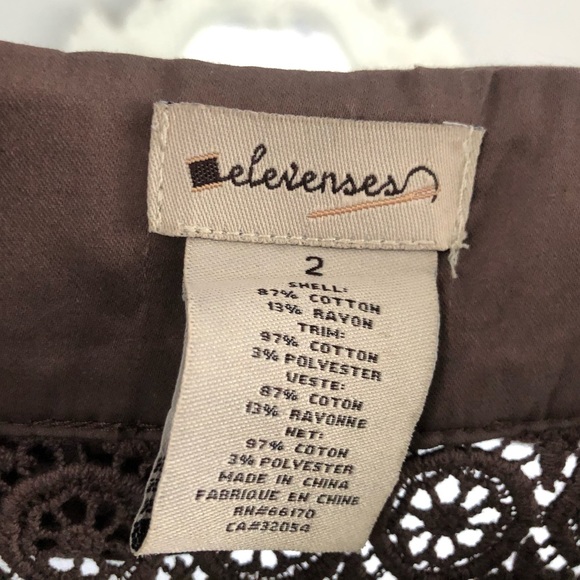 elevenses
2
SHELL:
87% COTTON
13% RAYON
TRIM:
97% COTTON
3% POLYESTER
VESTE:
87% COTON
13% RAYONNE
NET:
97% COTON
3% POLYESTER
MADE IN CHINA
FABRIQUE EN CHINE
RN#66170
CA#32054